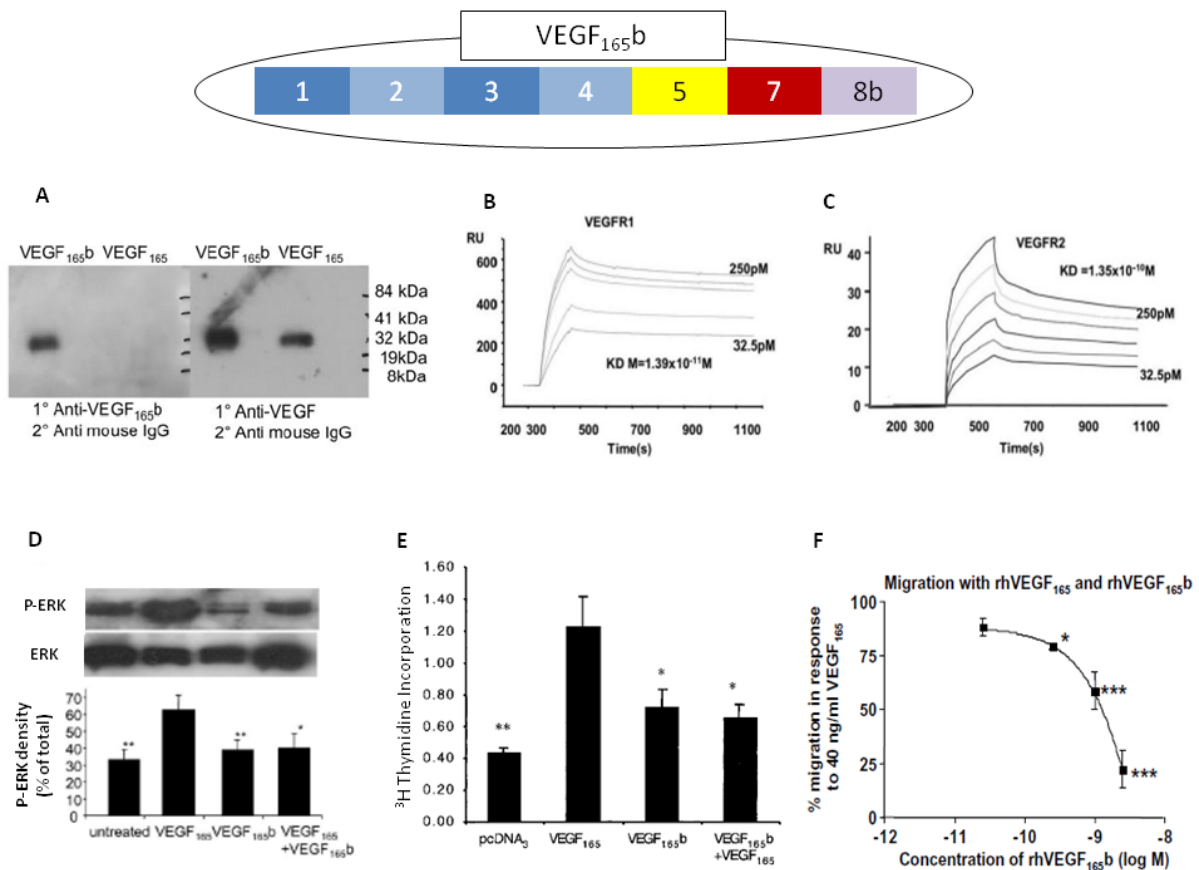 VEGF165b
1 2 3 4 5 7 8b
A
VEGF165b VEGF165 VEGF165b VEGF165
84 kDa
41 kDa
32 kDa
19kDa
8kDa
1° Anti-VEGF165b
2° Anti mouse IgG
1° Anti-VEGF
2° Anti mouse IgG
B
VEGFR1
RU
600
400
200
0
250pM
32.5pM
KD M=1.39x10-11M
200 300 500 700 900 1100
Time(s)
C
VEGFR2
RU
40
30
20
10
0
KD =1.35x10-10M
250pM
32.5pM
200 300 500 700 900 1100
Time(s)
D
P-ERK
ERK
P-ERK density
(% of total)
70
60
50
40
30
20
10
0
** ** *
untreated VEGF165 VEGF165b VEGF165
+VEGF165b
E
3H Thymidine Incorporation
1.60
1.40
1.20
1.00
0.80
0.60
0.40
0.20
0.00
** * *
pcDNA3 VEGF165 VEGF165b VEGF165b
+VEGF165
F
Migration with rhVEGF165 and rhVEGF165b
% migration in response
to 40 ng/ml VEGF165
100
75
50
25
0
*
***
***
-12 -11 -10 -9 -8
Concentration of rhVEGF165b (log M)